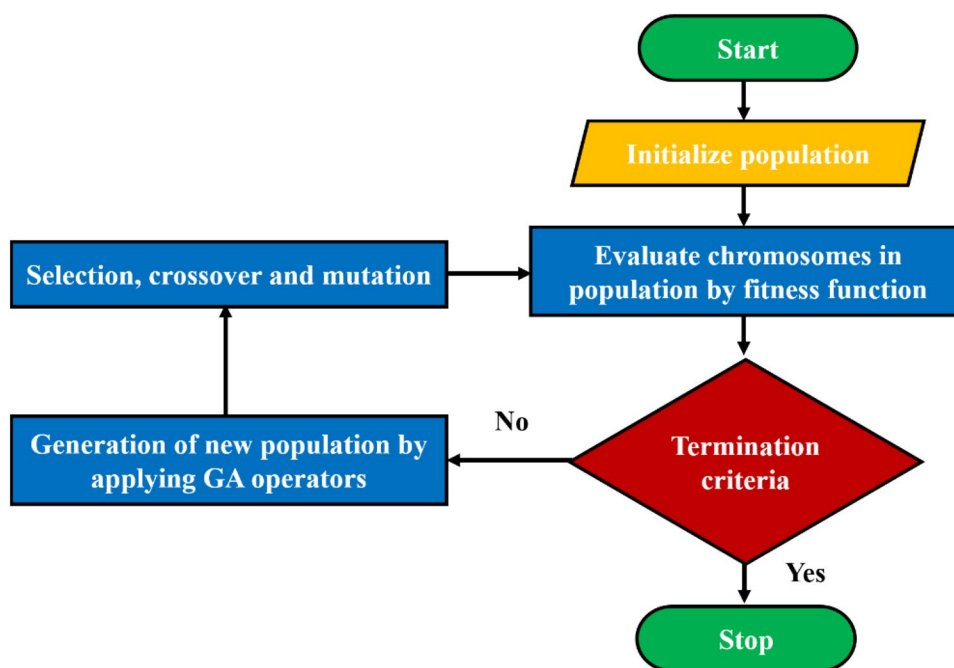 Start
Initialize population
Evaluate chromosomes in
population by fitness function
Selection, crossover and mutation
Termination
criteria
No
Generation of new population by
applying GA operators
Yes
Stop